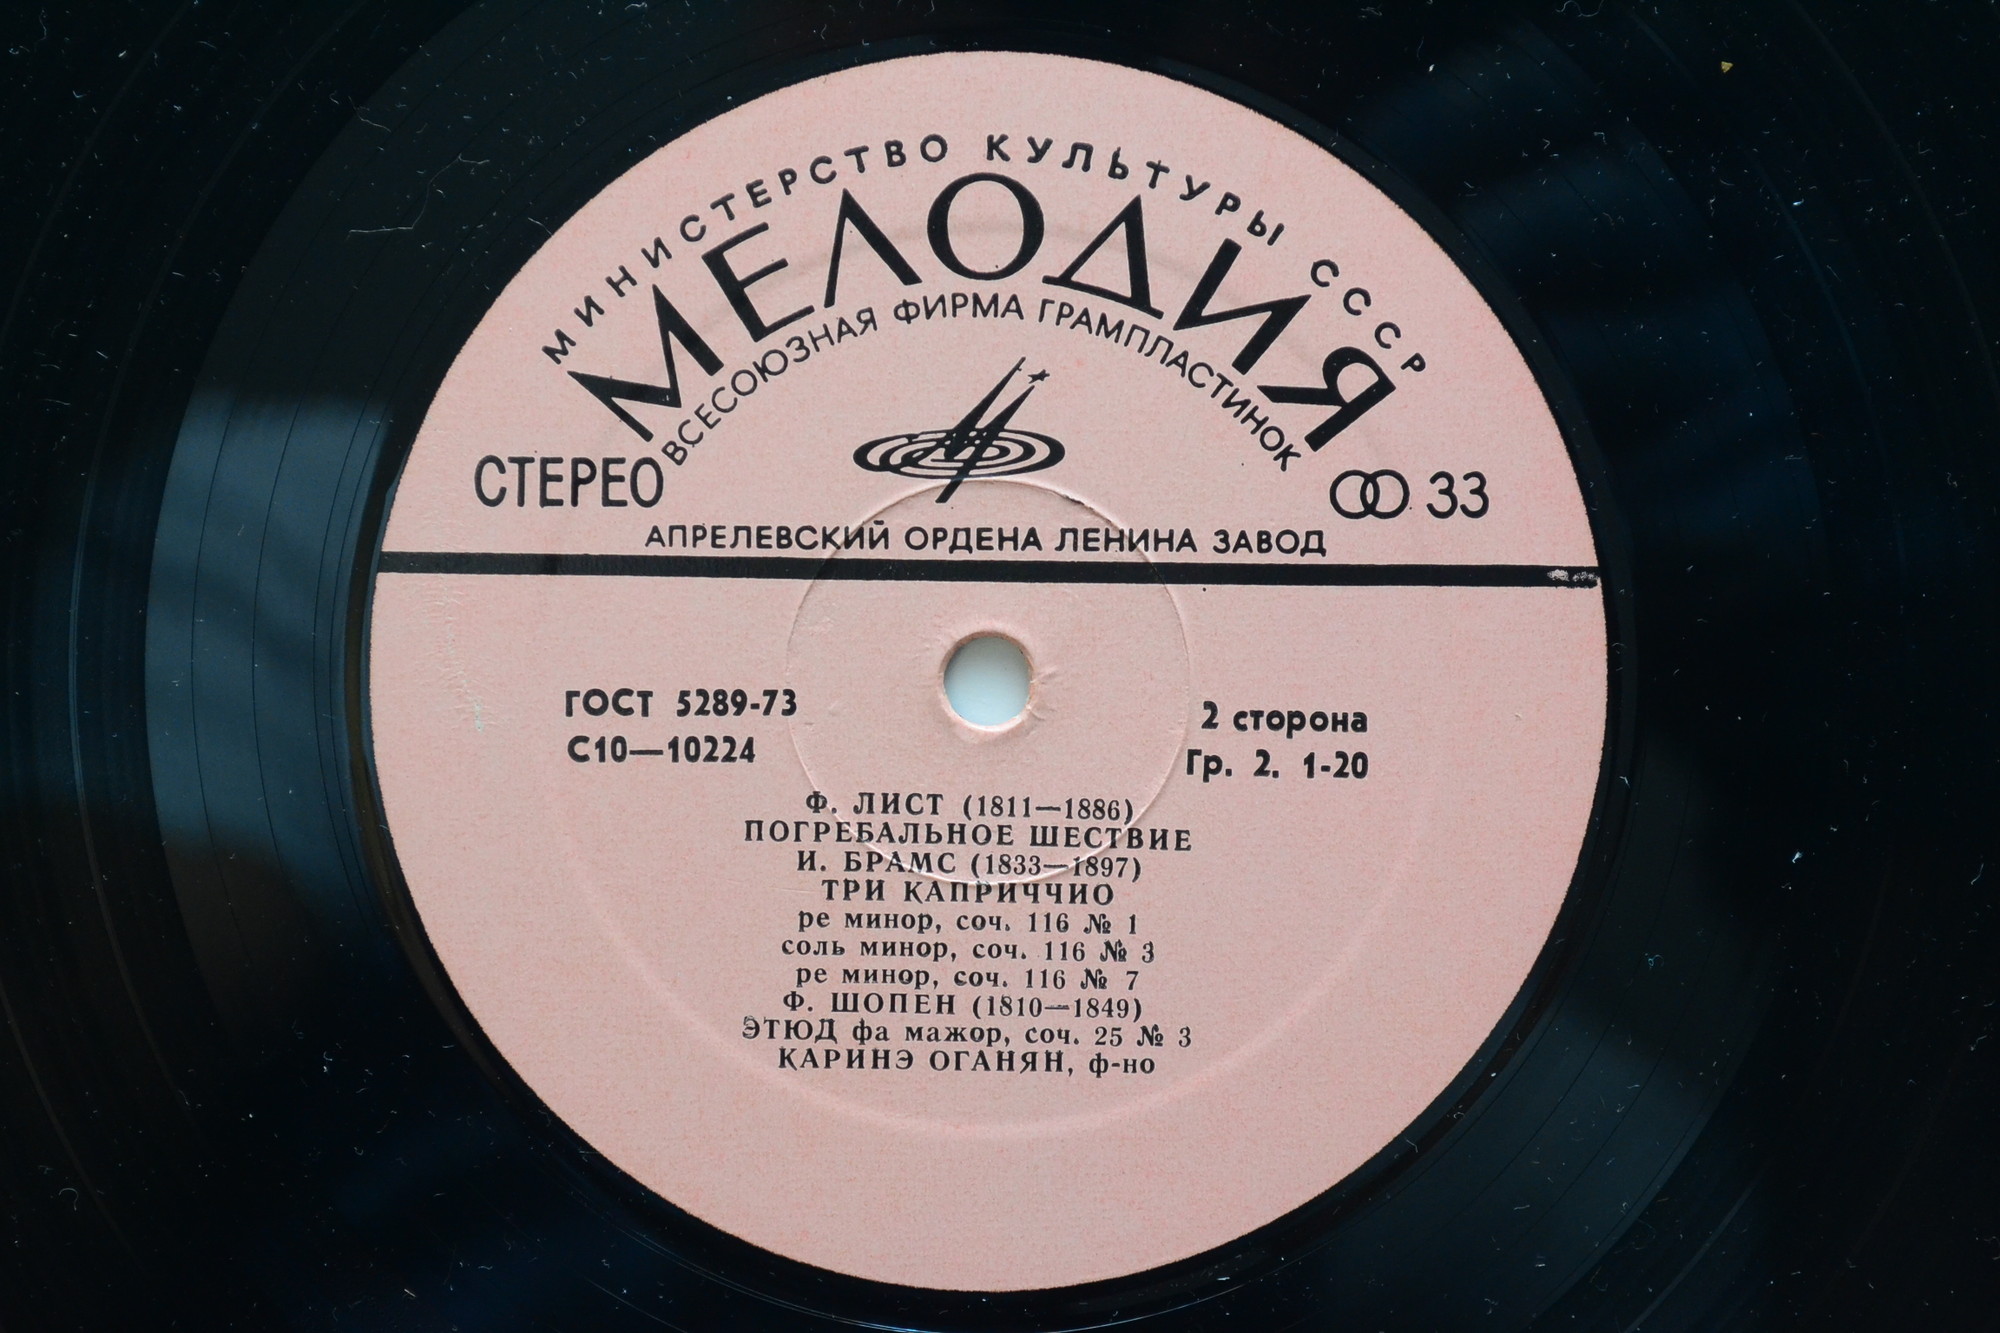 МИНИСТЕРСТВО КУЛЬТУРЫ СССР
МЕЛОДИЯ
ВСЕСОЮЗНАЯ ФИРМА ГРАМПЛАСТИНОК
СТЕРЕО
33
АПРЕЛЕВСКИЙ ОРДЕНА ЛЕНИНА ЗАВОД
ГОСТ 5289-73
С10—10224
2 сторона
Гр. 2. 1-20
Ф. ЛИСТ (1811—1886)
ПОГРЕБАЛЬНОЕ ШЕСТВИЕ
И. БРАМС (1833—1897)
ТРИ КАПРИЧЧИО
ре минор, соч. 116 № 1
соль минор, соч. 116 № 3
ре минор, соч. 116 № 7
Ф. ШОПЕН (1810—1849)
ЭТЮД фа мажор, соч. 25 № 3
КАРИНЭ ОГАНЯН, ф-но